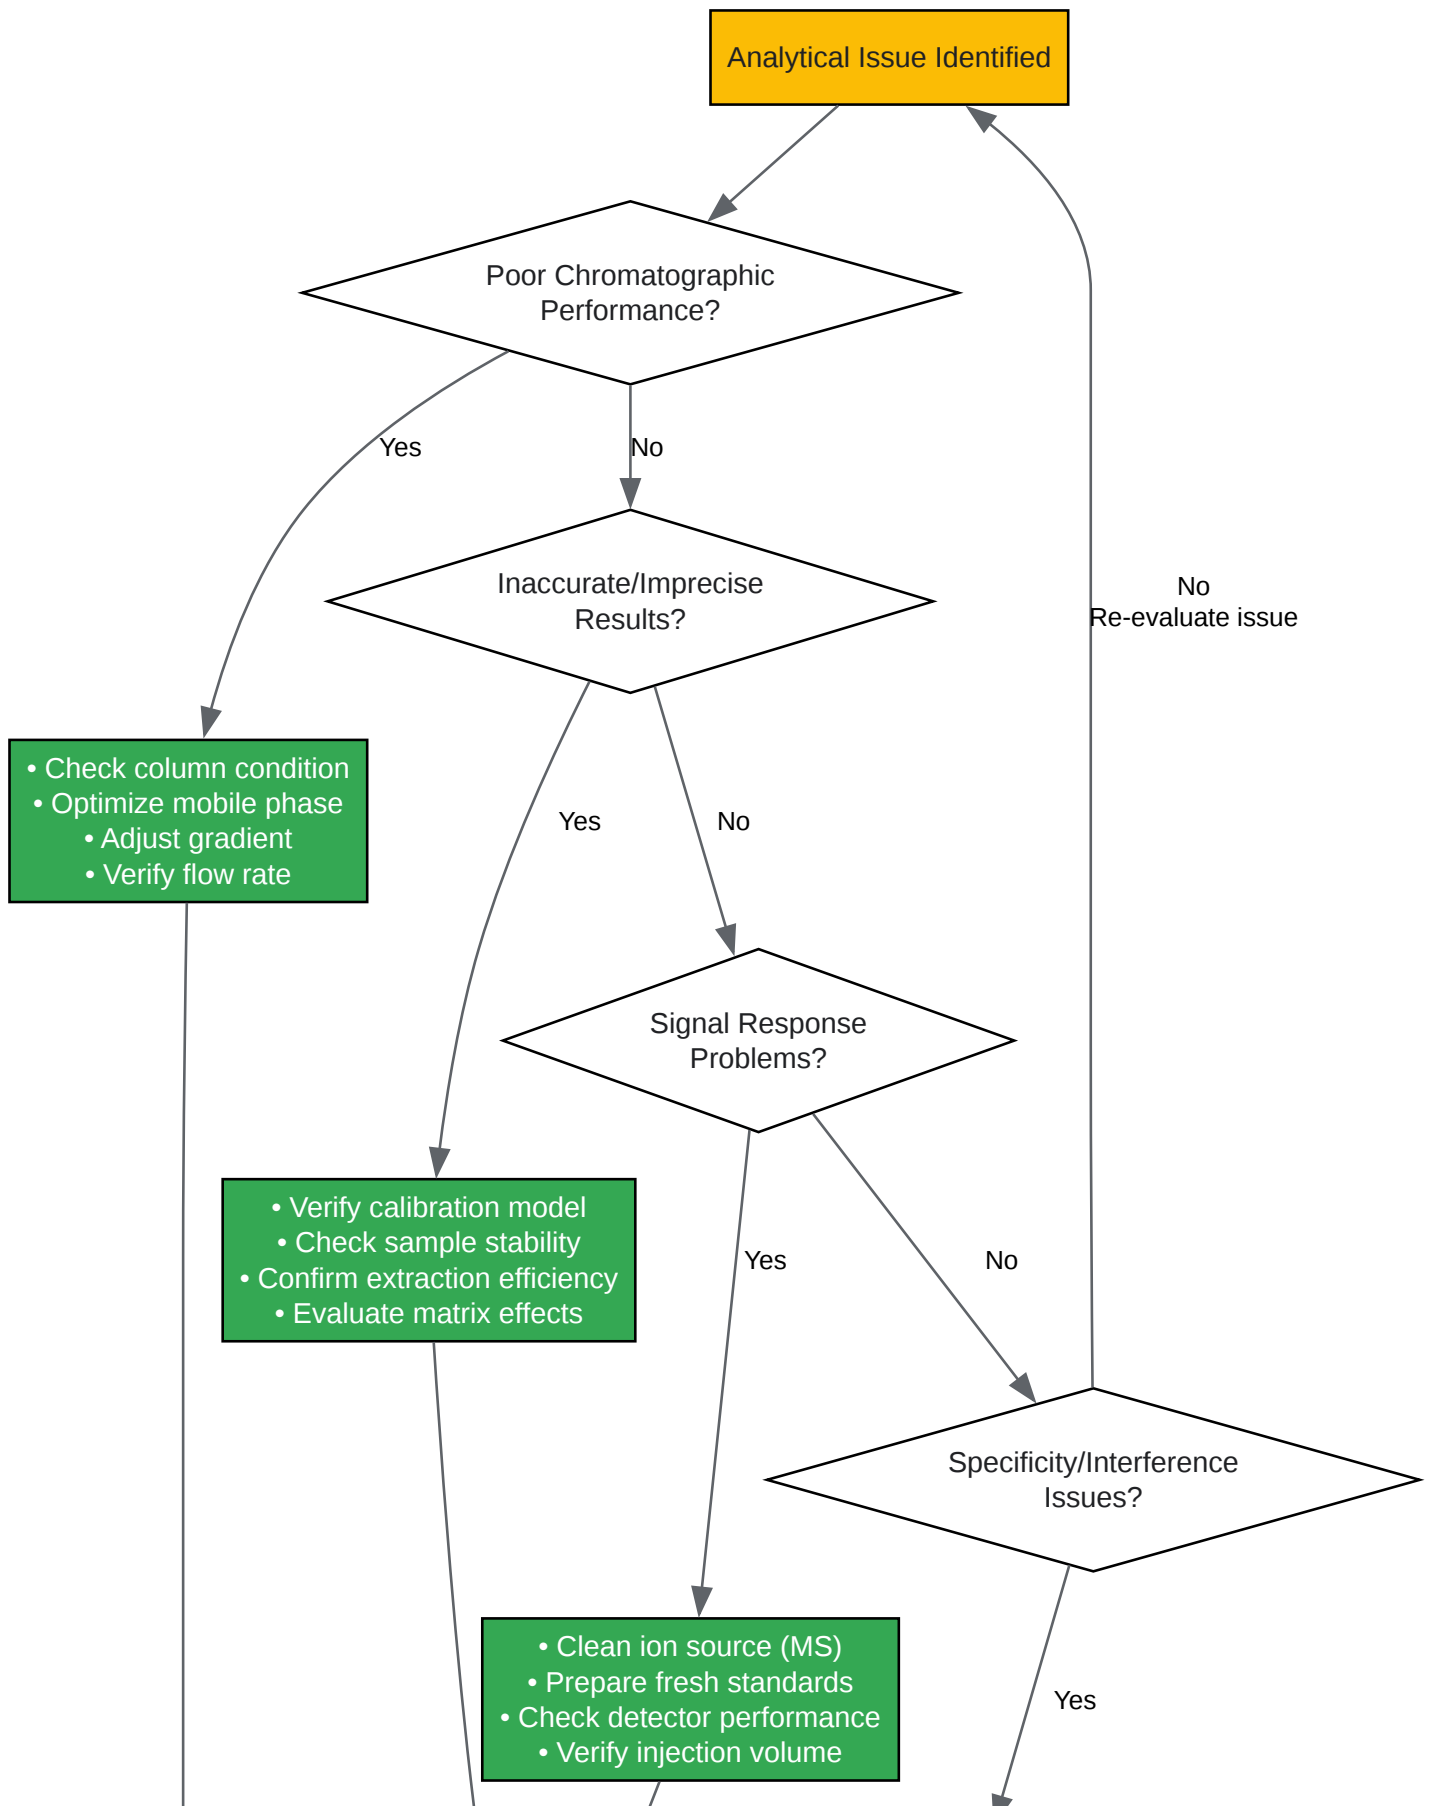 Analytical Issue Identified
Poor Chromatographic
Performance?
Yes
No
Inaccurate/Imprecise
Results?
No
Re-evaluate issue
• Check column condition
• Optimize mobile phase
• Adjust gradient
• Verify flow rate
Yes
No
Signal Response
Problems?
• Verify calibration model
• Check sample stability
• Confirm extraction efficiency
• Evaluate matrix effects
Yes
No
Specificity/Interference
Issues?
• Clean ion source (MS)
• Prepare fresh standards
• Check detector performance
• Verify injection volume
Yes